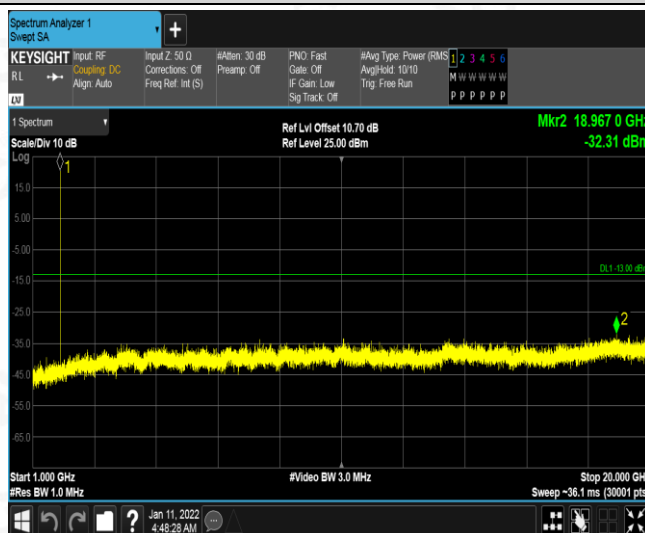 Spectrum Analyzer 1
Swept SA
+
KEYSIGHT
RL
LXI
Input: RF
Coupling: DC
Align: Auto
Input Z: 50 Ω
Corrections: Off
Freq Ref: Int (S)
#Atten: 30 dB
Preamp: Off
PNO: Fast
Gate: Off
IF Gain: Low
Sig Track: Off
#Avg Type: Power (RMS
Avg|Hold: 10/10
Trig: Free Run
1 2 3 4 5 6
M W W W W W
P P P P P P
1 Spectrum
Scale/Div 10 dB
Ref Lvl Offset 10.70 dB
Ref Level 25.00 dBm
Mkr2 18.967 0 GHz
-32.31 dBm
Log
1
15.0
5.00
-5.00
-15.0
DL1 -13.00 dBm
-25.0
2
-35.0
-45.0
-55.0
-65.0
Start 1.000 GHz
#Res BW 1.0 MHz
#Video BW 3.0 MHz
Stop 20.000 GH
Sweep ~36.1 ms (30001 pts
?
Jan 11, 2022
4:48:28 AM